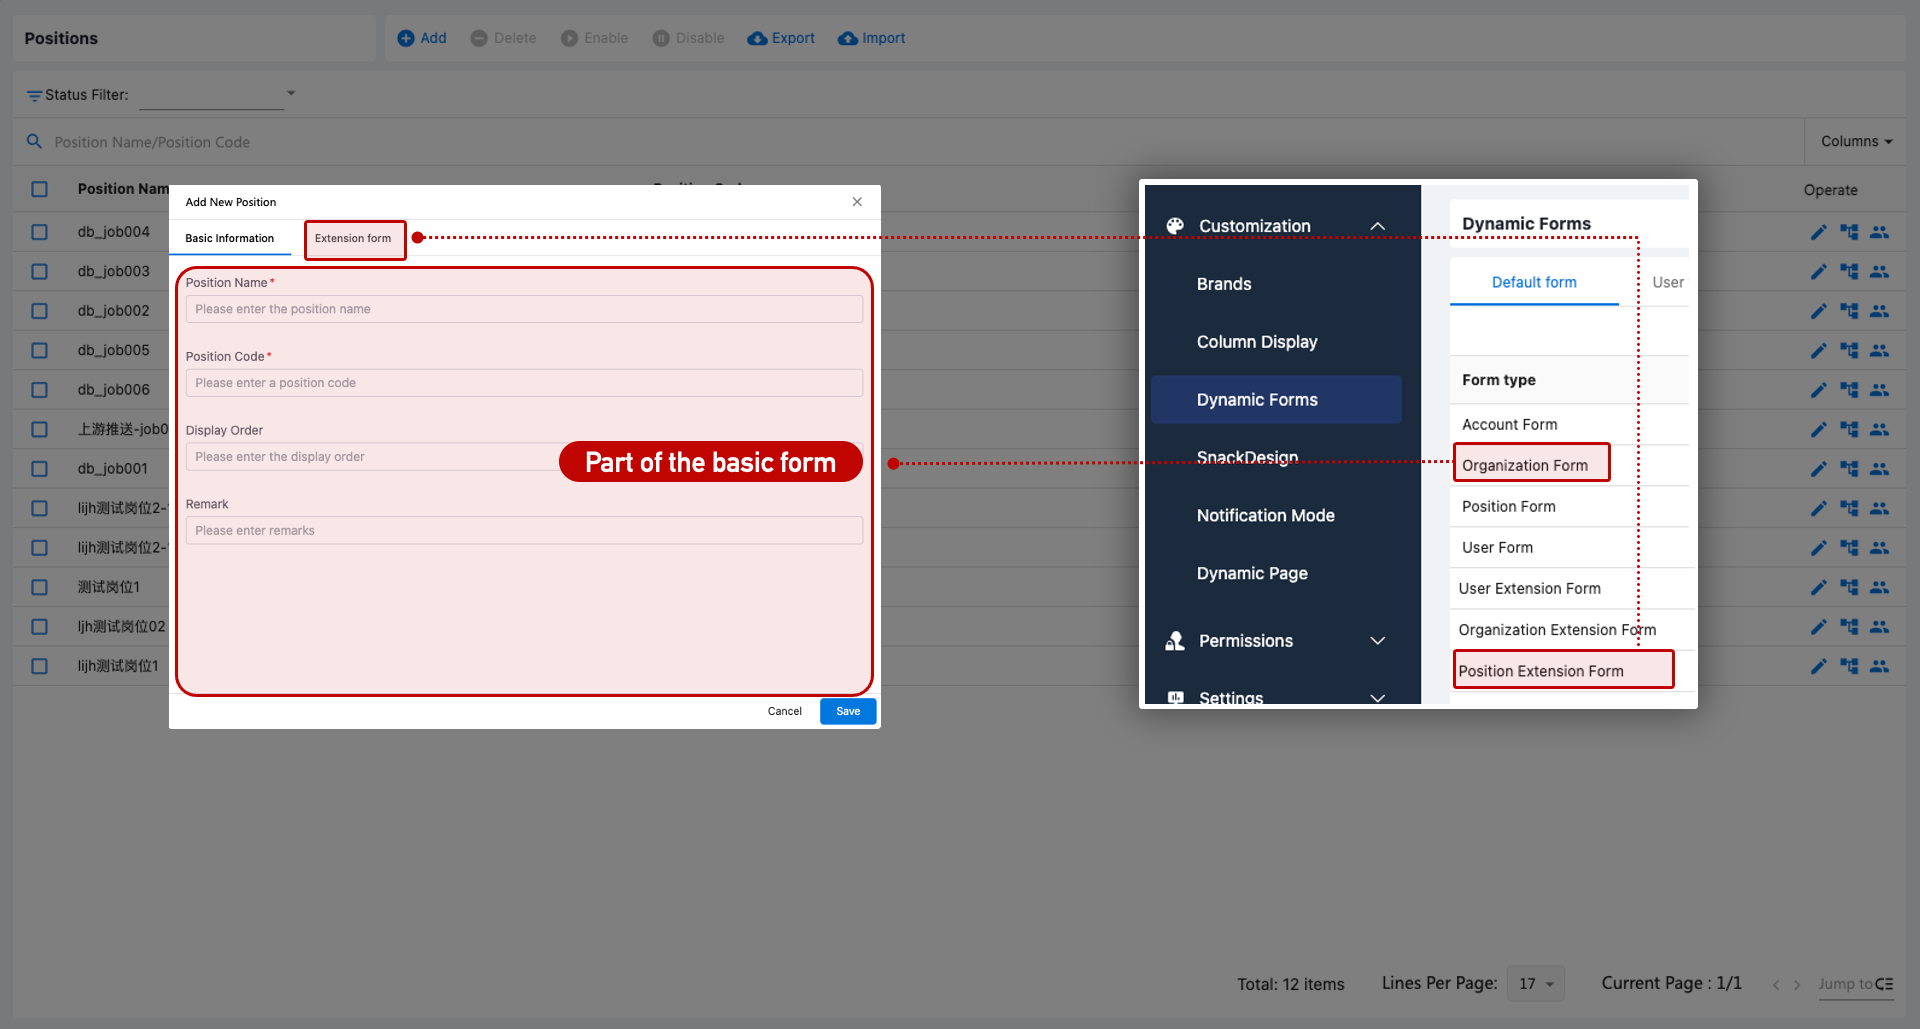 Positions
Add Delete Enable Disable Export Import
Status Filter:
Position Name/Position Code
Columns
Position Nam
Operate
db_job004
db_job003
db_job002
db_job005
db_job006
上游推送-job0
db_job001
lijh测试岗位2-
lijh测试岗位2-
测试岗位1
ljh测试岗位02
lijh测试岗位1
Add New Position
Basic Information Extension form
Position Name*
Please enter the position name
Position Code*
Please enter a position code
Display Order
Please enter the display order
Part of the basic form
Remark
Please enter remarks
Cancel Save
Customization
Brands
Column Display
Dynamic Forms
SnackDesign
Notification Mode
Dynamic Page
Permissions
Settings
Dynamic Forms
Default form User
Form type
Account Form
Organization Form
Position Form
User Form
User Extension Form
Organization Extension Form
Position Extension Form
Total: 12 items Lines Per Page: 17 Current Page : 1/1 Jump to